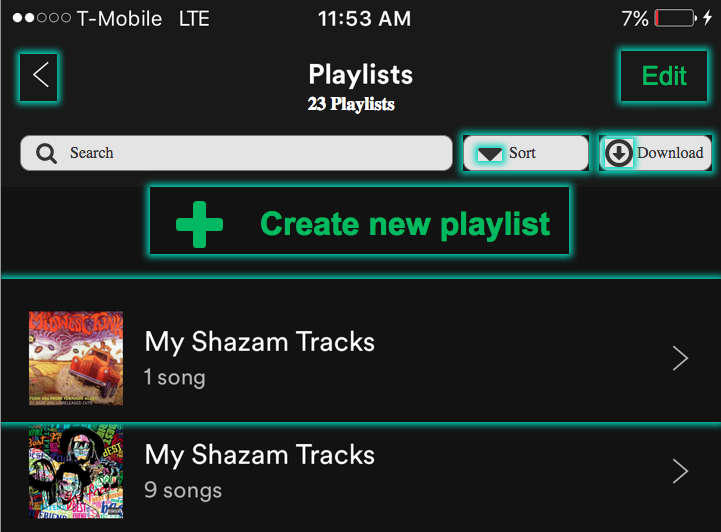 T-Mobile LTE 11:53 AM 7%
Playlists
Edit
23 Playlists
Search Sort Download
Create new playlist
My Shazam Tracks
1 song
My Shazam Tracks
9 songs